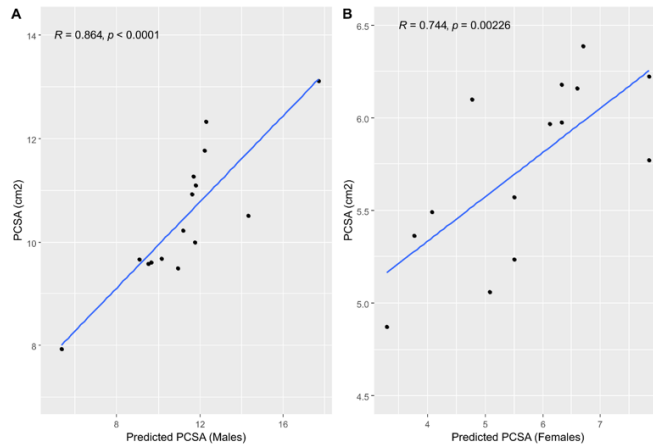 A
R = 0.864, p < 0.0001
14
12
10
8
PCSA (cm2)
8
12
16
Predicted PCSA (Males)
B
R = 0.744, p = 0.00226
6.5
6.0
5.5
5.0
4.5
PCSA (cm2)
4
5
6
7
Predicted PCSA (Females)